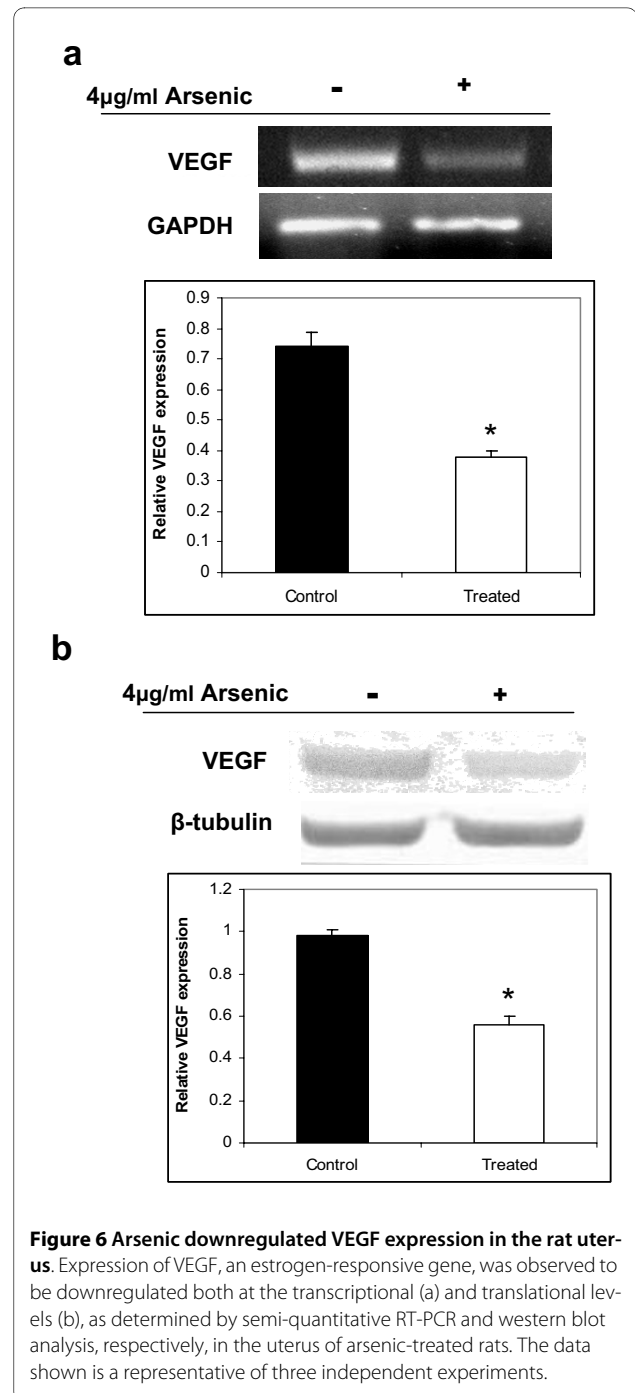 a
4µg/ml Arsenic - +
VEGF
GAPDH
0.9
0.8
0.7
0.6
0.5
0.4
0.3
0.2
0.1
0
Relative VEGF expression
*
Control Treated
b
4µg/ml Arsenic - +
VEGF
β-tubulin
1.2
1
0.8
0.6
0.4
0.2
0
Relative VEGF expression
*
Control Treated
Figure 6 Arsenic downregulated VEGF expression in the rat uter-
us. Expression of VEGF, an estrogen-responsive gene, was observed to
be downregulated both at the transcriptional (a) and translational lev-
els (b), as determined by semi-quantitative RT-PCR and western blot
analysis, respectively, in the uterus of arsenic-treated rats. The data
shown is a representative of three independent experiments.